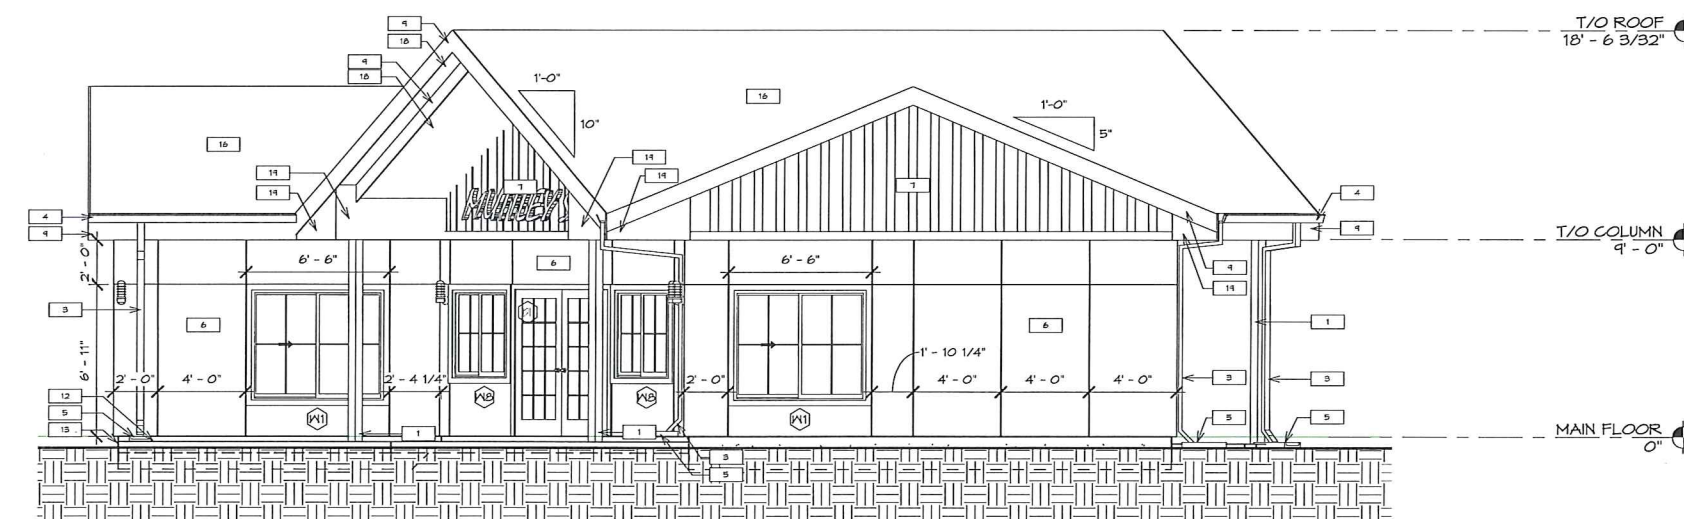 9
T/O ROOF
18' - 6 3/32"
18
9
18
1'-0"
10"
16
1'-0"
5"
16
19
19
19
19
7
7
4
4
9
9
T/O COLUMN
9' - 0"
2' - 0"
6' - 6"
6
6' - 6"
9
19
3
6
6
1
6' - 11"
1' - 10 1/4"
2' - 0"
4' - 0"
2' - 4 1/4"
2' - 0"
4' - 0"
4' - 0"
4' - 0"
3
3
12
W8
W8
5
W1
W1
5
5
13
1
1
MAIN FLOOR
0"
3
5